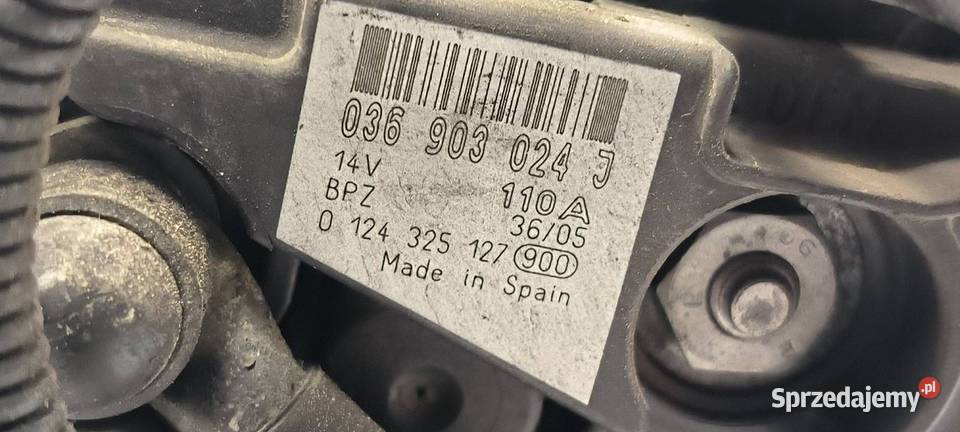 036 903 024 J
14V 110A
BPZ 36/05
0 124 325 127 900
Made in Spain
Sprzedajemy.pl